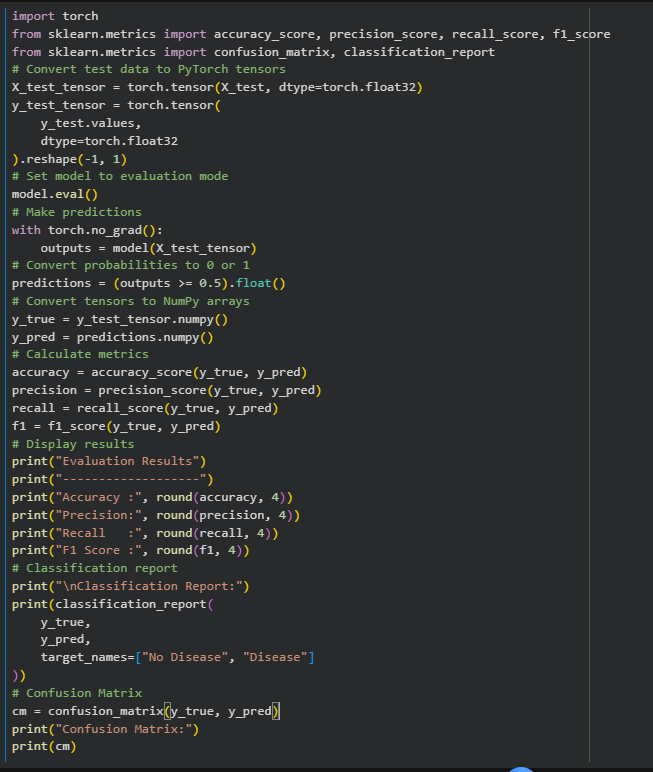 import torch
from sklearn.metrics import accuracy_score, precision_score, recall_score, f1_score
from sklearn.metrics import confusion_matrix, classification_report
# Convert test data to PyTorch tensors
X_test_tensor = torch.tensor(X_test, dtype=torch.float32)
y_test_tensor = torch.tensor(
    y_test.values,
    dtype=torch.float32
).reshape(-1, 1)
# Set model to evaluation mode
model.eval()
# Make predictions
with torch.no_grad():
    outputs = model(X_test_tensor)
# Convert probabilities to 0 or 1
predictions = (outputs >= 0.5).float()
# Convert tensors to NumPy arrays
y_true = y_test_tensor.numpy()
y_pred = predictions.numpy()
# Calculate metrics
accuracy = accuracy_score(y_true, y_pred)
precision = precision_score(y_true, y_pred)
recall = recall_score(y_true, y_pred)
f1 = f1_score(y_true, y_pred)
# Display results
print("Evaluation Results")
print("-------------------")
print("Accuracy :", round(accuracy, 4))
print("Precision:", round(precision, 4))
print("Recall   :", round(recall, 4))
print("F1 Score :", round(f1, 4))
# Classification report
print("\nClassification Report:")
print(classification_report(
    y_true,
    y_pred,
    target_names=["No Disease", "Disease"]
))
# Confusion Matrix
cm = confusion_matrix(y_true, y_pred)
print("Confusion Matrix:")
print(cm)